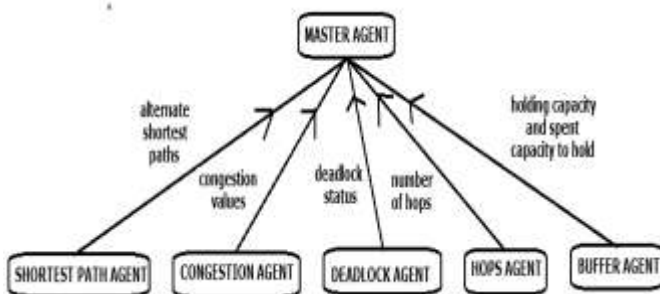 MASTER AGENT
alternate
shortest
paths
congestion
values
deadlock
status
number
of hops
holding capacity
and spent
capacity to hold
SHORTEST PATH AGENT
CONGESTION AGENT
DEADLOCK AGENT
HOPS AGENT
BUFFER AGENT